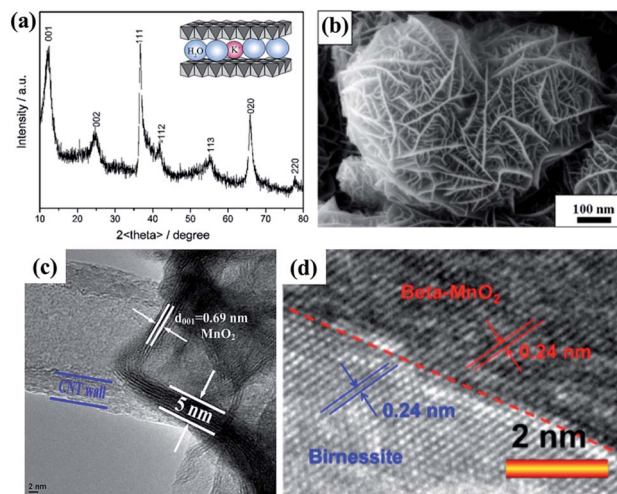 (a)
001
002
111
112
113
020
220
H₂O
K
Intensity / a.u.
10 20 30 40 50 60 70 80
2<theta> / degree
(b)
100 nm
(c)
d₀₀₁=0.69 nm
MnO₂
CNT wall
5 nm
2 nm
(d)
Beta-MnO₂
0.24 nm
0.24 nm
Birnessite
2 nm